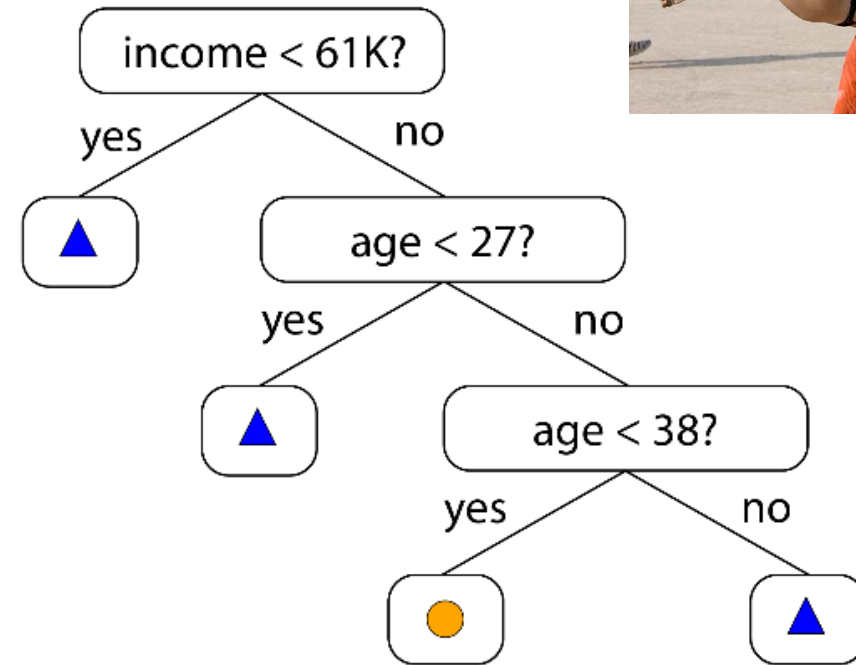 income < 61K?
yes
no
age < 27?
yes
no
age < 38?
yes
no